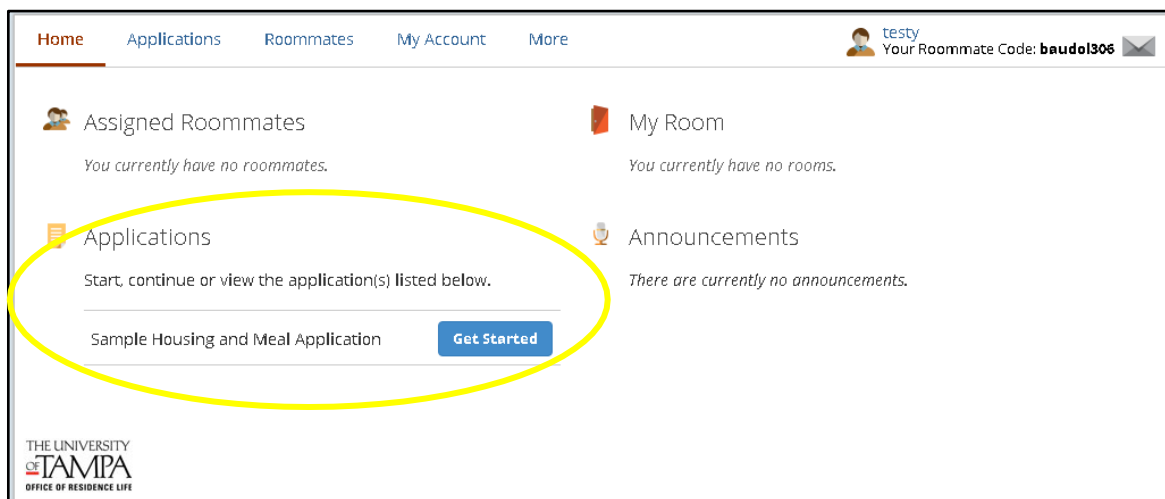 Home Applications Roommates My Account More
testy
Your Roommate Code: baudol306
Assigned Roommates
You currently have no roommates.
My Room
You currently have no rooms.
Applications
Start, continue or view the application(s) listed below.
Sample Housing and Meal Application Get Started
Announcements
There are currently no announcements.
THE UNIVERSITY
OF TAMPA
OFFICE OF RESIDENCE LIFE